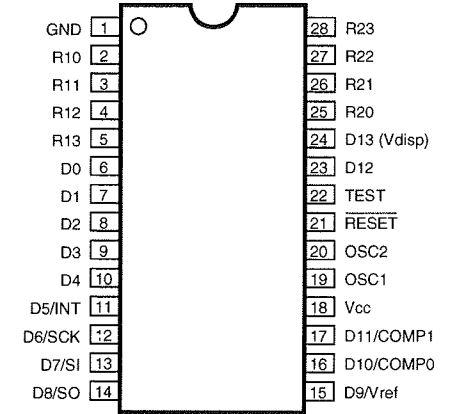 GND 1 28 R23
R10 2 27 R22
R11 3 26 R21
R12 4 25 R20
R13 5 24 D13 (Vdisp)
D0 6 23 D12
D1 7 22 TEST
D2 8 21 RESET
D3 9 20 OSC2
D4 10 19 OSC1
D5/INT 11 18 Vcc
D6/SCK 12 17 D11/COMP1
D7/SI 13 16 D10/COMP0
D8/SO 14 15 D9/Vref